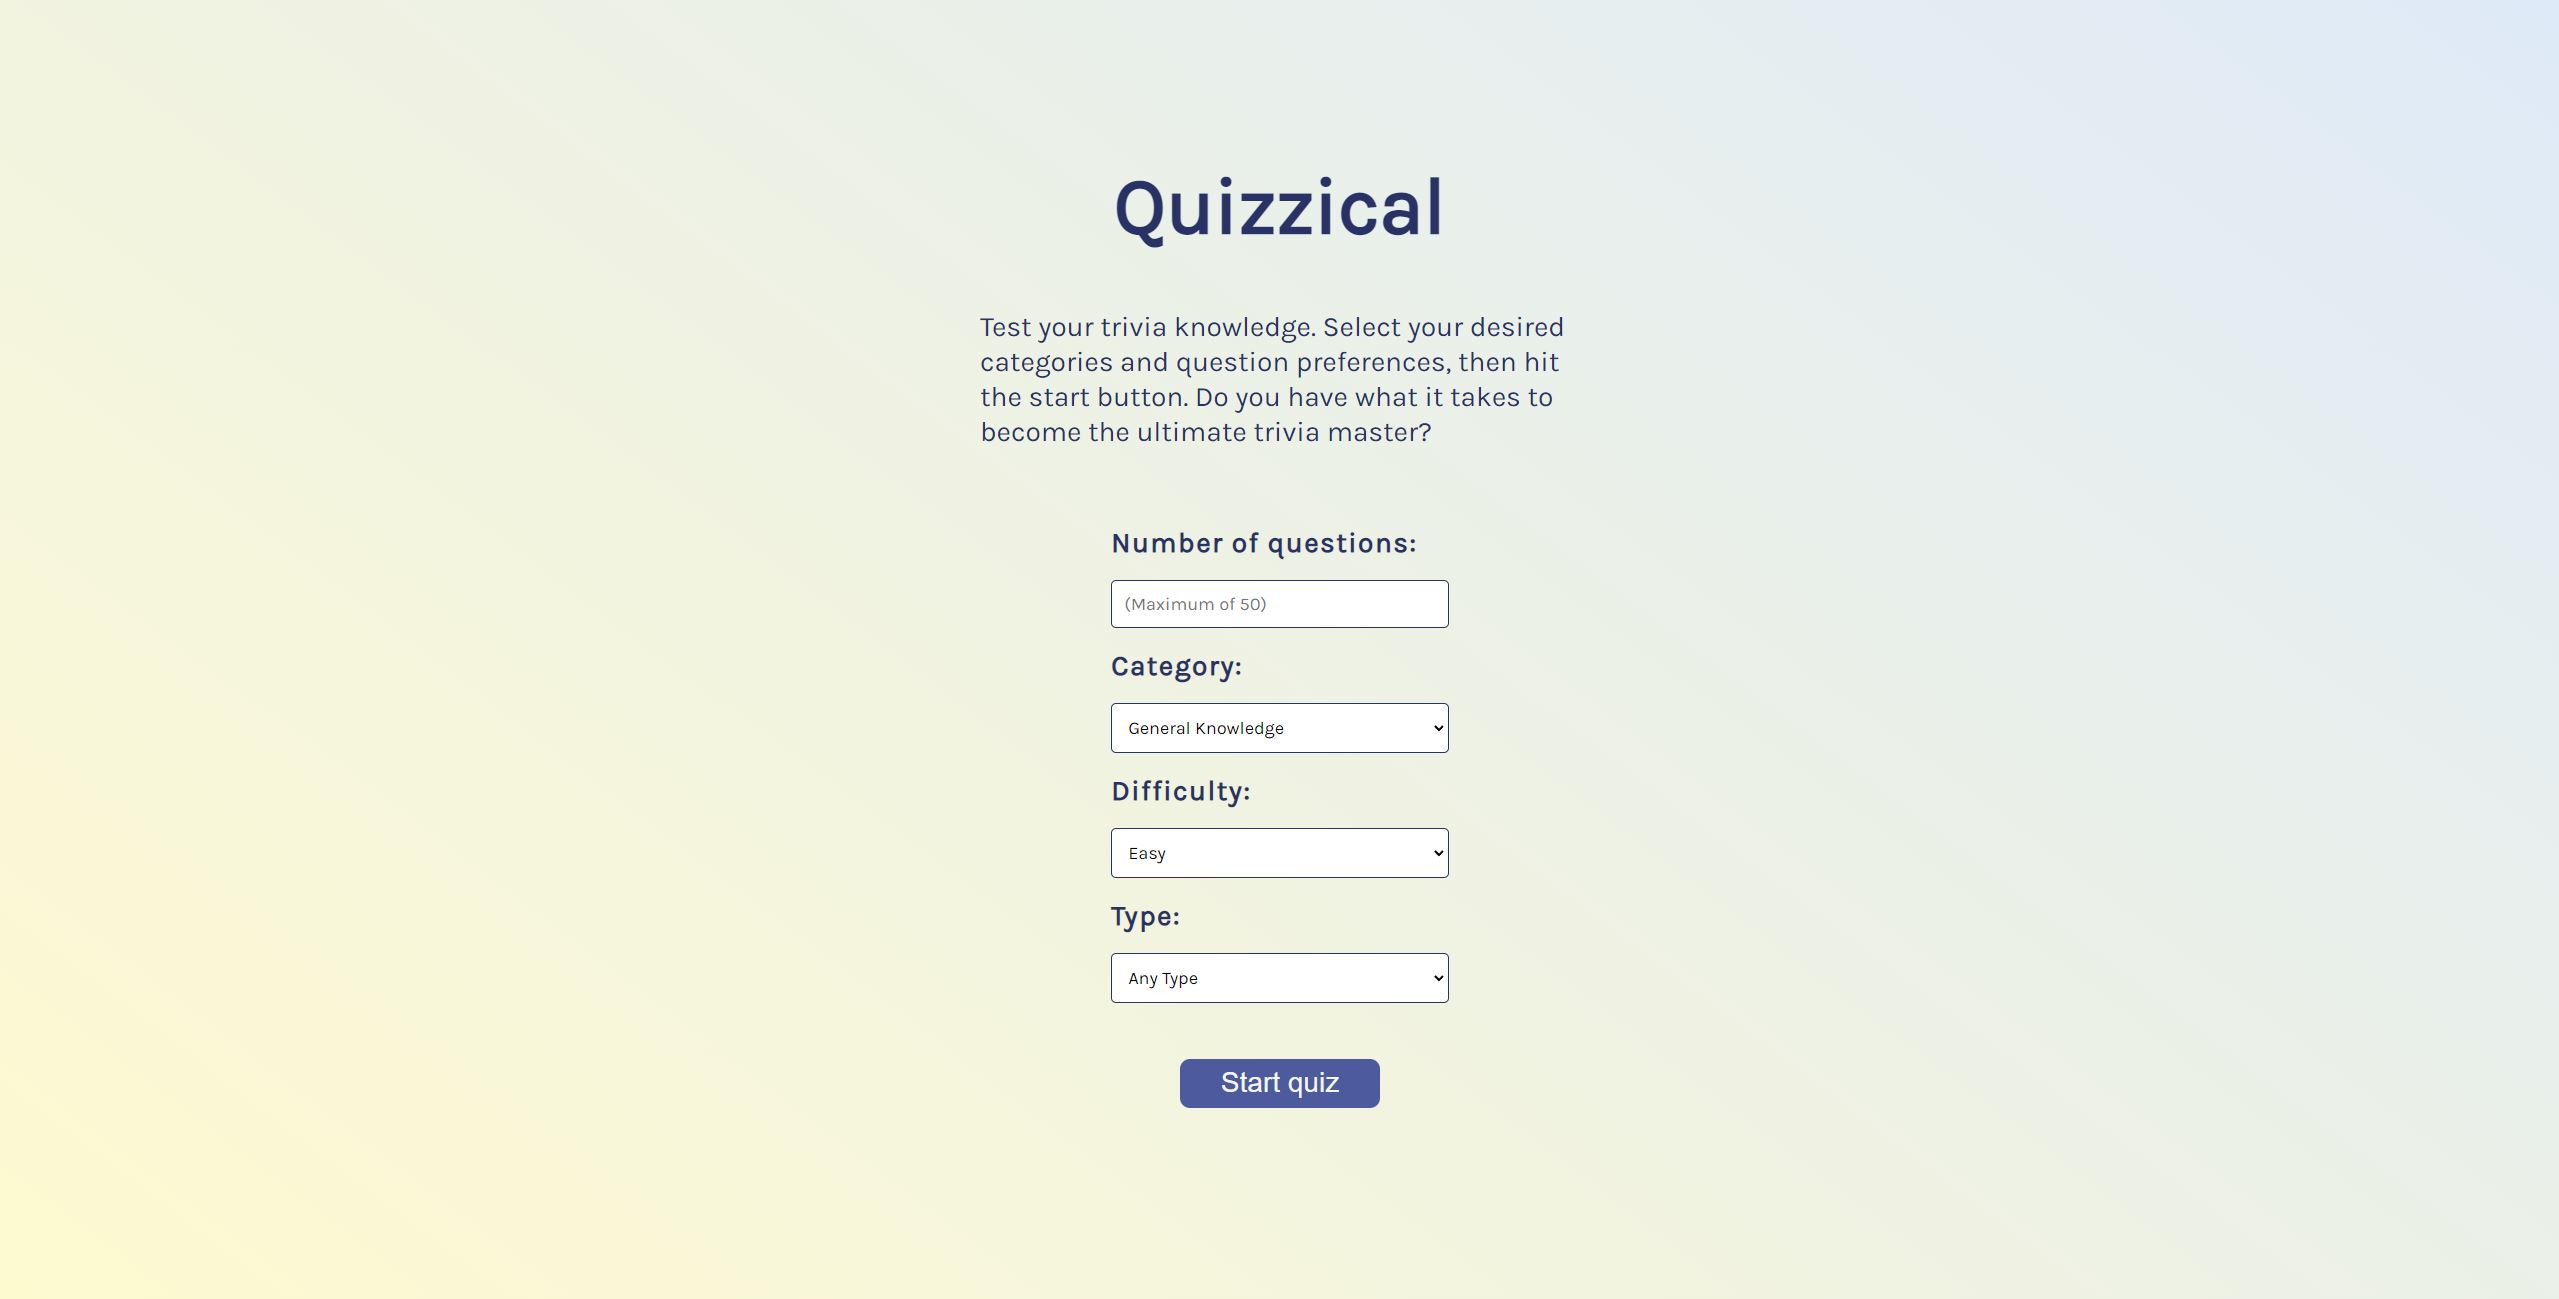 Quizzical
Test your trivia knowledge. Select your desired
categories and question preferences, then hit
the start button. Do you have what it takes to
become the ultimate trivia master?
Number of questions:
(Maximum of 50)
Category:
General Knowledge
Difficulty:
Easy
Type:
Any Type
Start quiz